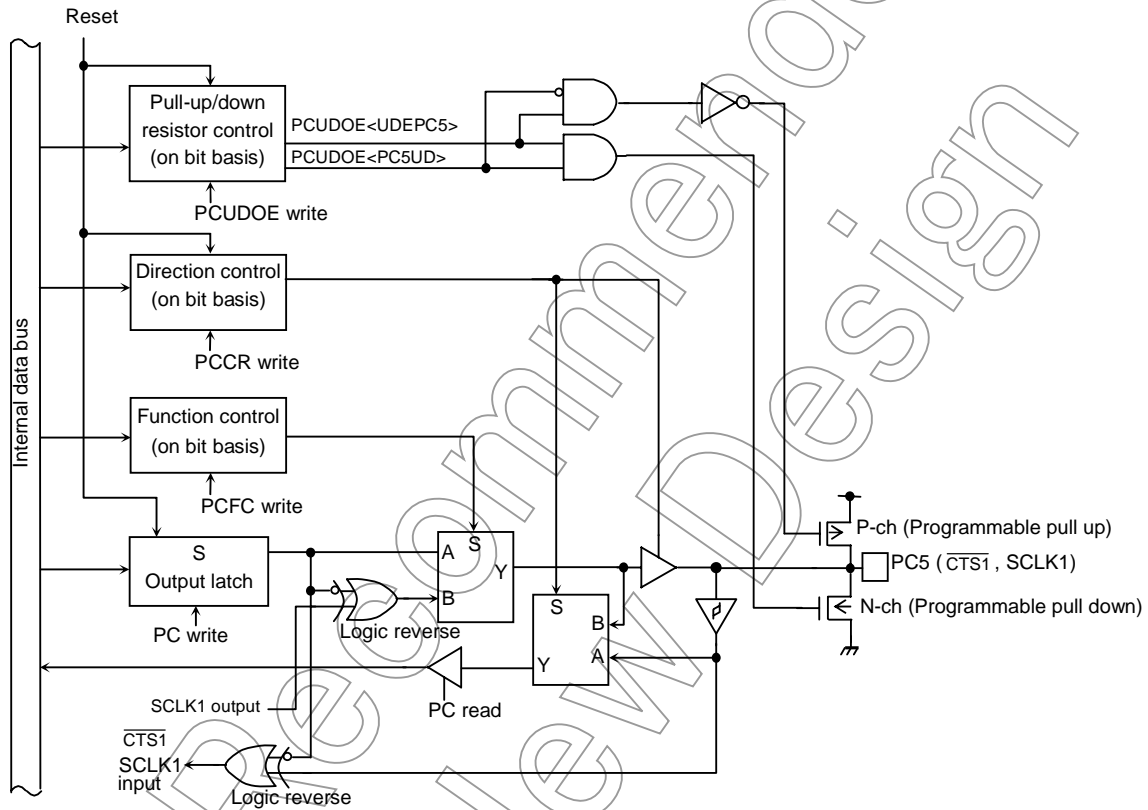 Reset
Internal data bus
Pull-up/down
resistor control
(on bit basis)
PCUDOE<UDEPC5>
PCUDOE<PC5UD>
PCUDOE write
Direction control
(on bit basis)
PCCR write
Function control
(on bit basis)
PCFC write
S
Output latch
PC write
A
S
Y
B
Logic reverse
S
B
A
Y
PC read
SCLK1 output
CTS1
SCLK1
input
Logic reverse
P-ch (Programmable pull up)
PC5 (CTS1, SCLK1)
N-ch (Programmable pull down)
Recommended
New Design